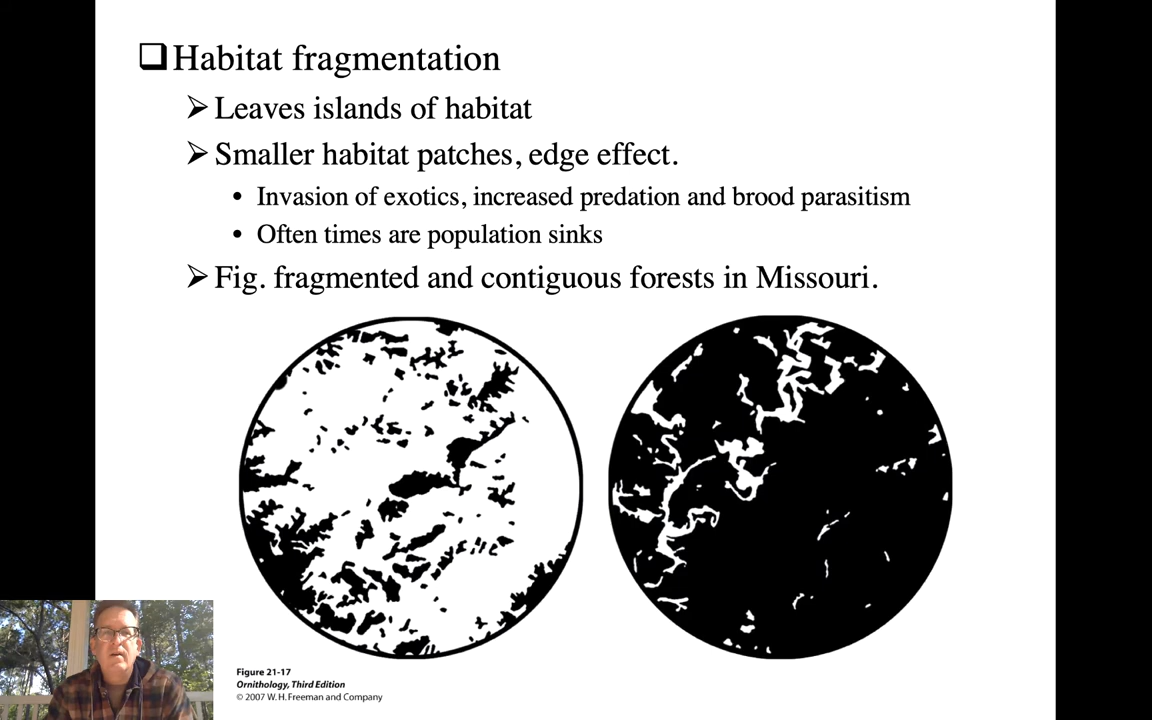 Habitat fragmentation
Leaves islands of habitat
Smaller habitat patches, edge effect.
Invasion of exotics, increased predation and brood parasitism
Often times are population sinks
Fig. fragmented and contiguous forests in Missouri.
Figure 21-17
Ornithology, Third Edition
© 2007 W. H. Freeman and Company